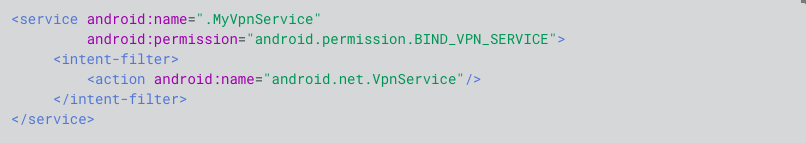 <service android:name=".MyVpnService"
         android:permission="android.permission.BIND_VPN_SERVICE">
     <intent-filter>
         <action android:name="android.net.VpnService"/>
     </intent-filter>
</service>